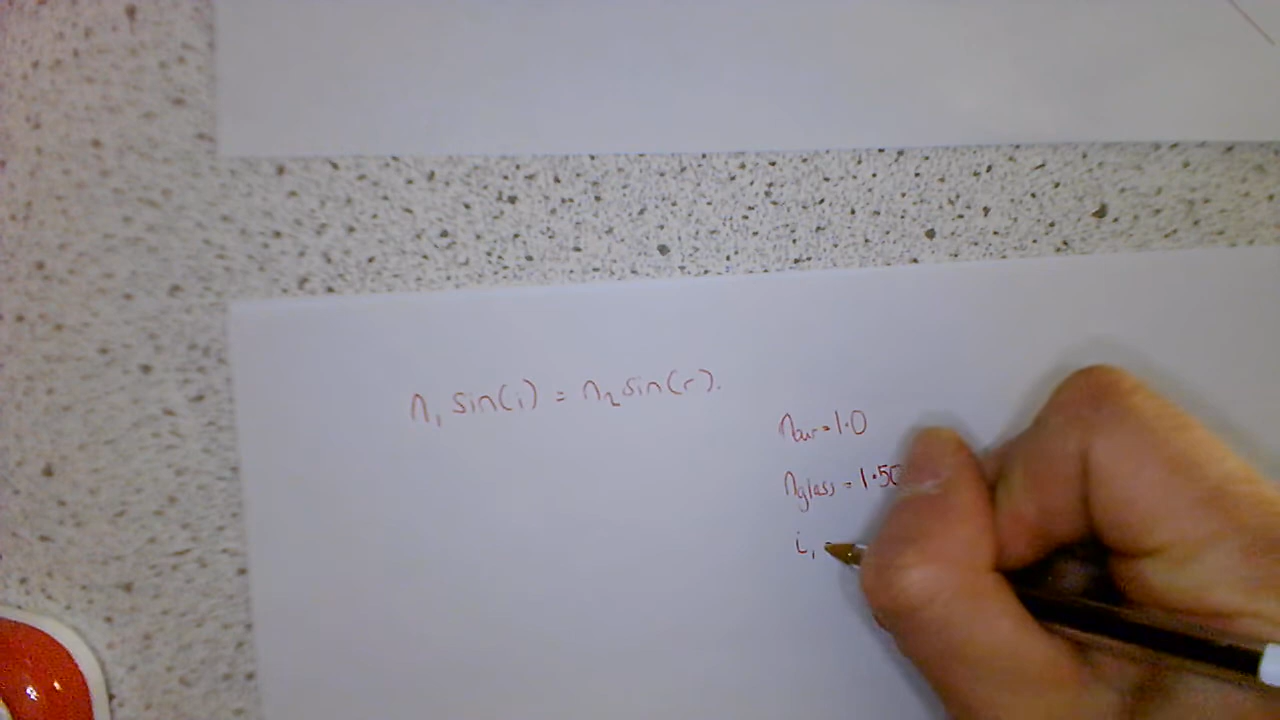 n₁ sin(i) = n₂ sin(r).
nair = 1.0
nglass = 1.50
i₁